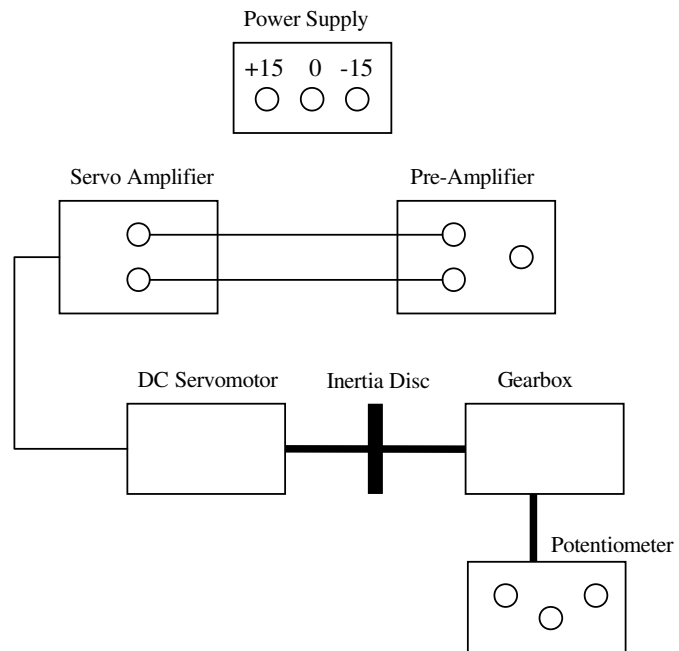 Power Supply
+15 0 -15
Servo Amplifier
Pre-Amplifier
DC Servomotor
Inertia Disc
Gearbox
Potentiometer